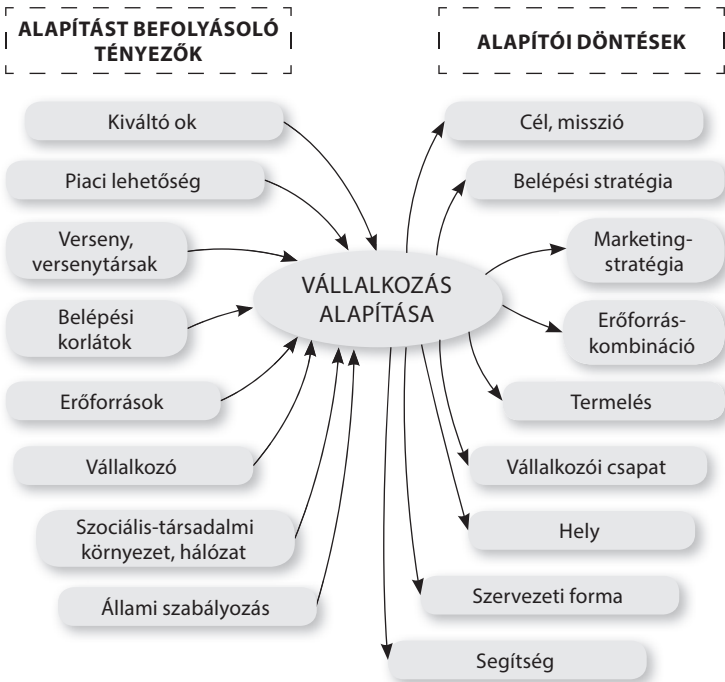 ALAPÍTÁST BEFOLYÁSOLÓ
TÉNYEZŐK
Kiváltó ok
Piaci lehetőség
Verseny,
versenytársak
Belépési
korlátok
Erőforrások
Vállalkozó
Szociális-társadalmi
környezet, hálózat
Állami szabályozás
VÁLLALKOZÁS
ALAPÍTÁSA
ALAPÍTÓI DÖNTÉSEK
Cél, misszió
Belépési stratégia
Marketing-
stratégia
Erőforrás-
kombináció
Termelés
Vállalkozói csapat
Hely
Szervezeti forma
Segítség